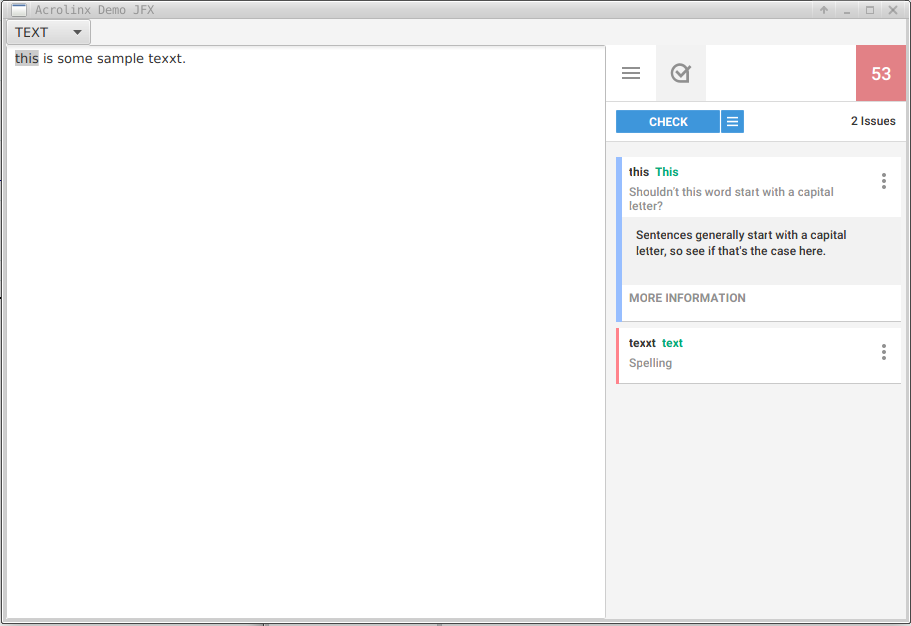 Acrolinx Demo JFX
TEXT
this is some sample texxt.
53
CHECK
2 Issues
this This
Shouldn't this word start with a capital
letter?
Sentences generally start with a capital
letter, so see if that's the case here.
MORE INFORMATION
texxt text
Spelling